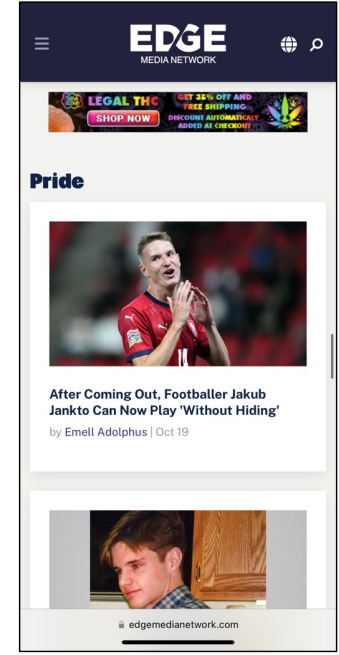 EDGE
MEDIA NETWORK
LEGAL THC
SHOP NOW
GET 35% OFF AND
FREE SHIPPING
DISCOUNT AUTOMATICALY
ADDED AT CHECKOUT
Pride
After Coming Out, Footballer Jakub
Jankto Can Now Play 'Without Hiding'
by Emell Adolphus | Oct 19
edgemedianetwork.com